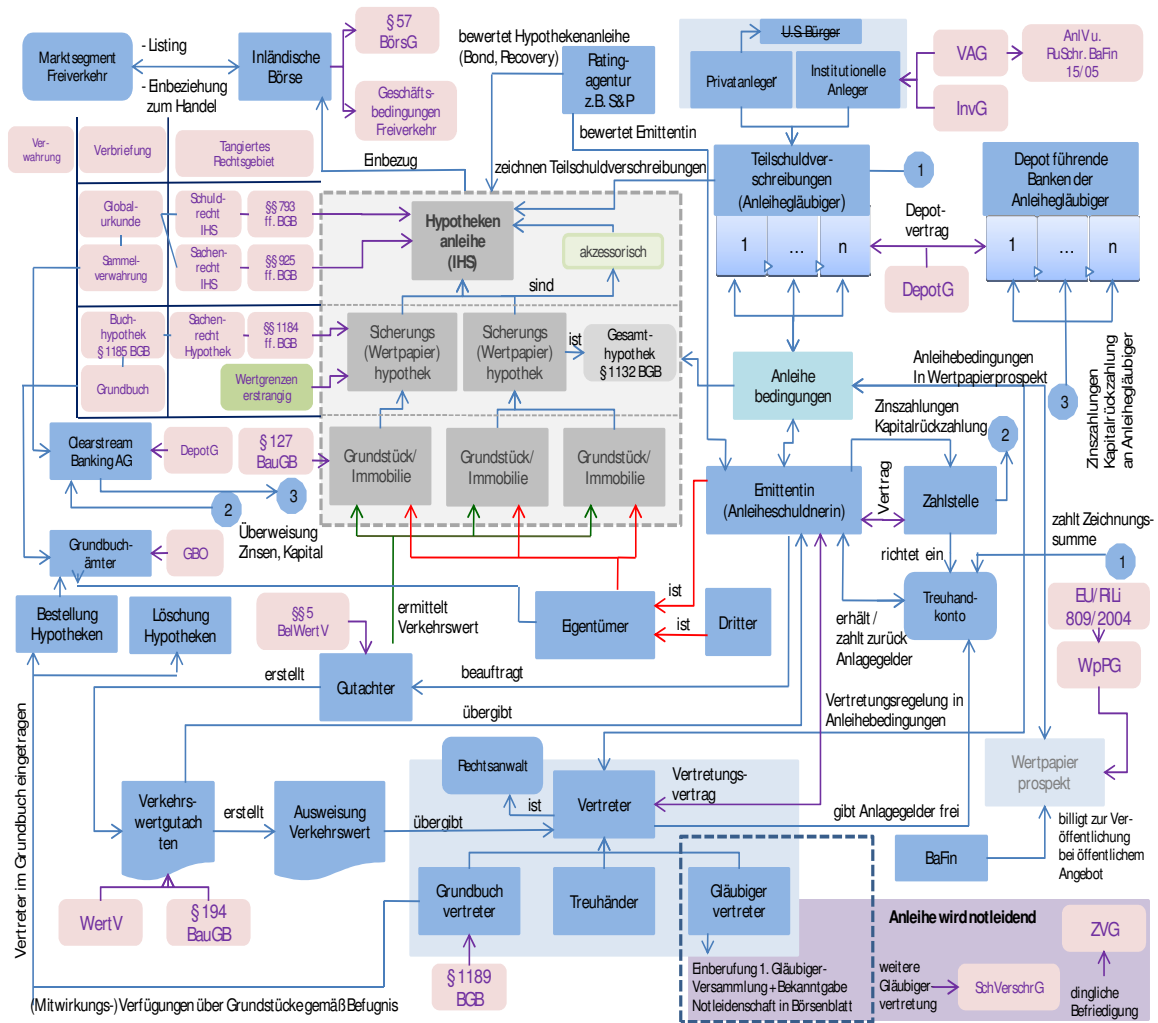 § 57
BörsG
Marktsegment
Freiverkehr
- Listing
- Einbeziehung
zum Handel
Inländische
Börse
Geschäfts-
bedingungen
Freiverkehr
bewertet Hypothekenanleihe
(Bond, Recovery)
Rating-
agentur
z.B. S&P
U.S Bürger
Privatanleger
Institutionelle
Anleger
VAG
AnlV u.
RuSchr. BaFin
15/05
InvG
bewertet Emittentin
Ver-
wahrung
Verbriefung
Tangiertes
Rechtsgebiet
Einbezug
zeichnen Teilschuldverschreibungen
Teilschuldver-
schreibungen
(Anleihegläubiger)
1
... 
n
1
Depot führende
Banken der
Anleihegläubiger
1
...
n
Depot-
vertrag
DepotG
Global-
urkunde
Schuld-
recht
IHS
§§ 793
ff. BGB
Sammel-
verwahrung
Sachen-
recht
IHS
§§ 925
ff. BGB
Hypotheken
anleihe
(IHS)
akzessorisch
sind
Buch-
hypothek
§ 1185 BGB
Sachen-
recht
Hypothek
§§ 1184
ff. BGB
Grundbuch
Wertgrenzen
erstrangig
Sicherungs
(Wertpapier)
hypothek
Sicherungs
(Wertpapier)
hypothek
ist
Gesamt-
hypothek
§ 1132 BGB
Anleihe
bedingungen
Anleihebedingungen
In Wertpapierprospekt
Zinszahlungen
Kapitalrückzahlung
2
3
Zinszahlungen
Kapitalrückzahlung
an Anleihegläubiger
Clearstream
Banking AG
DepotG
§ 127
BauGB
Grundstück/
Immobilie
Grundstück/
Immobilie
Grundstück/
Immobilie
2
3
Überweisung
Zinsen, Kapital
Emittentin
(Anleiheschuldnerin)
Vertrag
Zahlstelle
Grundbuch-
ämter
GBO
richtet ein
zahlt Zeichnungs-
summe
1
Bestellung
Hypotheken
Löschung
Hypotheken
§§ 5
BelWertV
ermittelt
Verkehrswert
Eigentümer
ist
ist
Dritter
erhält /
zahlt zurück
Anlagegelder
Treuhand-
konto
EU/ RiLi
809/2004
WpPG
erstellt
Gutachter
beauftragt
übergibt
Vertretungsregelung in
Anleihebedingungen
Vertreter im Grundbuch eingetragen
Verkehrs-
wertgutach
ten
erstellt
Ausweisung
Verkehrswert
übergibt
Rechtsanwalt
ist
Vertreter
Vertretungs-
vertrag
gibt Anlagegelder frei
Wertpapier
prospekt
BaFin
billigt zur Ver-
öffentlichung
bei öffentlichem
Angebot
WertV
§ 194
BauGB
Grundbuch
vertreter
Treuhänder
Gläubiger
vertreter
§ 1189
BGB
(Mitwirkungs-) Verfügungen über Grundstücke gemäß Befugnis
Anleihe wird notleidend
Einberufung 1. Gläubiger-
Versammlung + Bekanntgabe
Notleidenschaft in Börsenblatt
weitere
Gläubiger
vertretung
SchVerschrG
ZVG
dingliche
Befriedigung